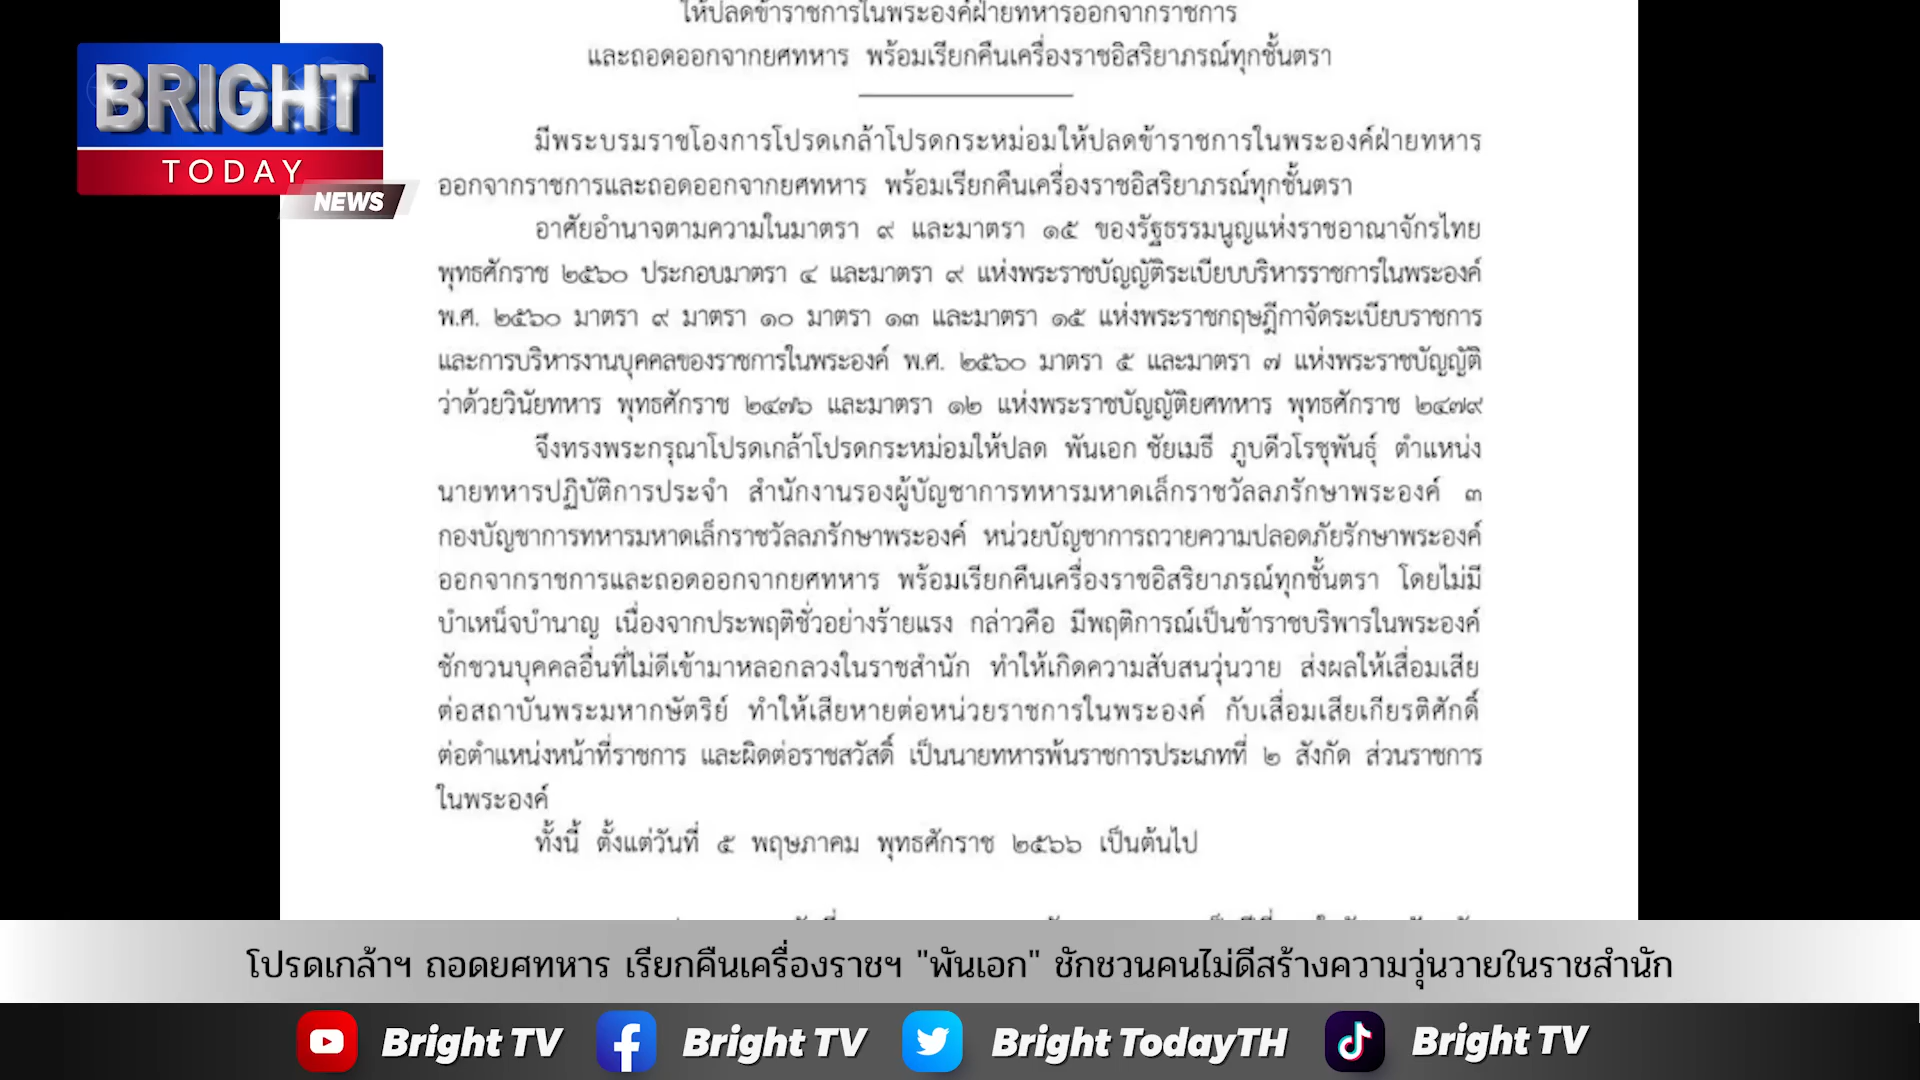 ให้ปลดข้าราชการในพระองค์ฝ่ายทหารออกจากราชการ
และถอดออกจากยศทหาร พร้อมเรียกคืนเครื่องราชอิสริยาภรณ์ทุกชั้นตรา
BRIGHT
TODAY
NEWS
มีพระบรมราชโองการโปรดเกล้าโปรดกระหม่อมให้ปลดข้าราชการในพระองค์ฝ่ายทหาร
ออกจากราชการและถอดออกจากยศทหาร พร้อมเรียกคืนเครื่องราชอิสริยาภรณ์ทุกชั้นตรา
อาศัยอำนาจตามความในมาตรา ๙ และมาตรา ๑๕ ของรัฐธรรมนูญแห่งราชอาณาจักรไทย
พุทธศักราช ๒๕๖๐ ประกอบมาตรา ๔ และมาตรา ๙ แห่งพระราชบัญญัติระเบียบบริหารราชการในพระองค์
พ.ศ. ๒๕๖๐ มาตรา ๙ มาตรา ๑๐ มาตรา ๑๓ และมาตรา ๑๕ แห่งพระราชกฤษฎีกาจัดระเบียบราชการ
และการบริหารงานบุคคลของราชการในพระองค์ พ.ศ. ๒๕๖๐ มาตรา ๕ และมาตรา ๗ แห่งพระราชบัญญัติ
ว่าด้วยวินัยทหาร พุทธศักราช ๒๔๗๖ และมาตรา ๑๒ แห่งพระราชบัญญัติยศทหาร พุทธศักราช ๒๔๗๙
จึงทรงพระกรุณาโปรดเกล้าโปรดกระหม่อมให้ปลด พันเอก ชัยเมธี ภูบดีวโรชุพันธุ์ ตำแหน่ง
นายทหารปฏิบัติการประจำ สำนักงานรองผู้บัญชาการทหารมหาดเล็กราชวัลลภรักษาพระองค์ ๓
กองบัญชาการทหารมหาดเล็กราชวัลลภรักษาพระองค์ หน่วยบัญชาการถวายความปลอดภัยรักษาพระองค์
ออกจากราชการและถอดออกจากยศทหาร พร้อมเรียกคืนเครื่องราชอิสริยาภรณ์ทุกชั้นตรา โดยไม่มี
บำเหน็จบำนาญ เนื่องจากประพฤติชั่วอย่างร้ายแรง กล่าวคือ มีพฤติการณ์เป็นข้าราชบริพารในพระองค์
ชักชวนบุคคลอื่นที่ไม่ดีเข้ามาหลอกลวงในราชสำนัก ทำให้เกิดความสับสนวุ่นวาย ส่งผลให้เสื่อมเสีย
ต่อสถาบันพระมหากษัตริย์ ทำให้เสียหายต่อหน่วยราชการในพระองค์ กับเสื่อมเสียเกียรติศักดิ์
ต่อตำแหน่งหน้าที่ราชการ และผิดต่อราชสวัสดิ์ เป็นนายทหารพ้นราชการประเภทที่ ๒ สังกัด ส่วนราชการ
ในพระองค์
ทั้งนี้ ตั้งแต่วันที่ ๕ พฤษภาคม พุทธศักราช ๒๕๖๖ เป็นต้นไป
โปรดเกล้าฯ ถอดยศทหาร เรียกคืนเครื่องราชฯ "พันเอก" ชักชวนคนไม่ดีสร้างความวุ่นวายในราชสำนัก
Bright TV Bright TV Bright TodayTH Bright TV